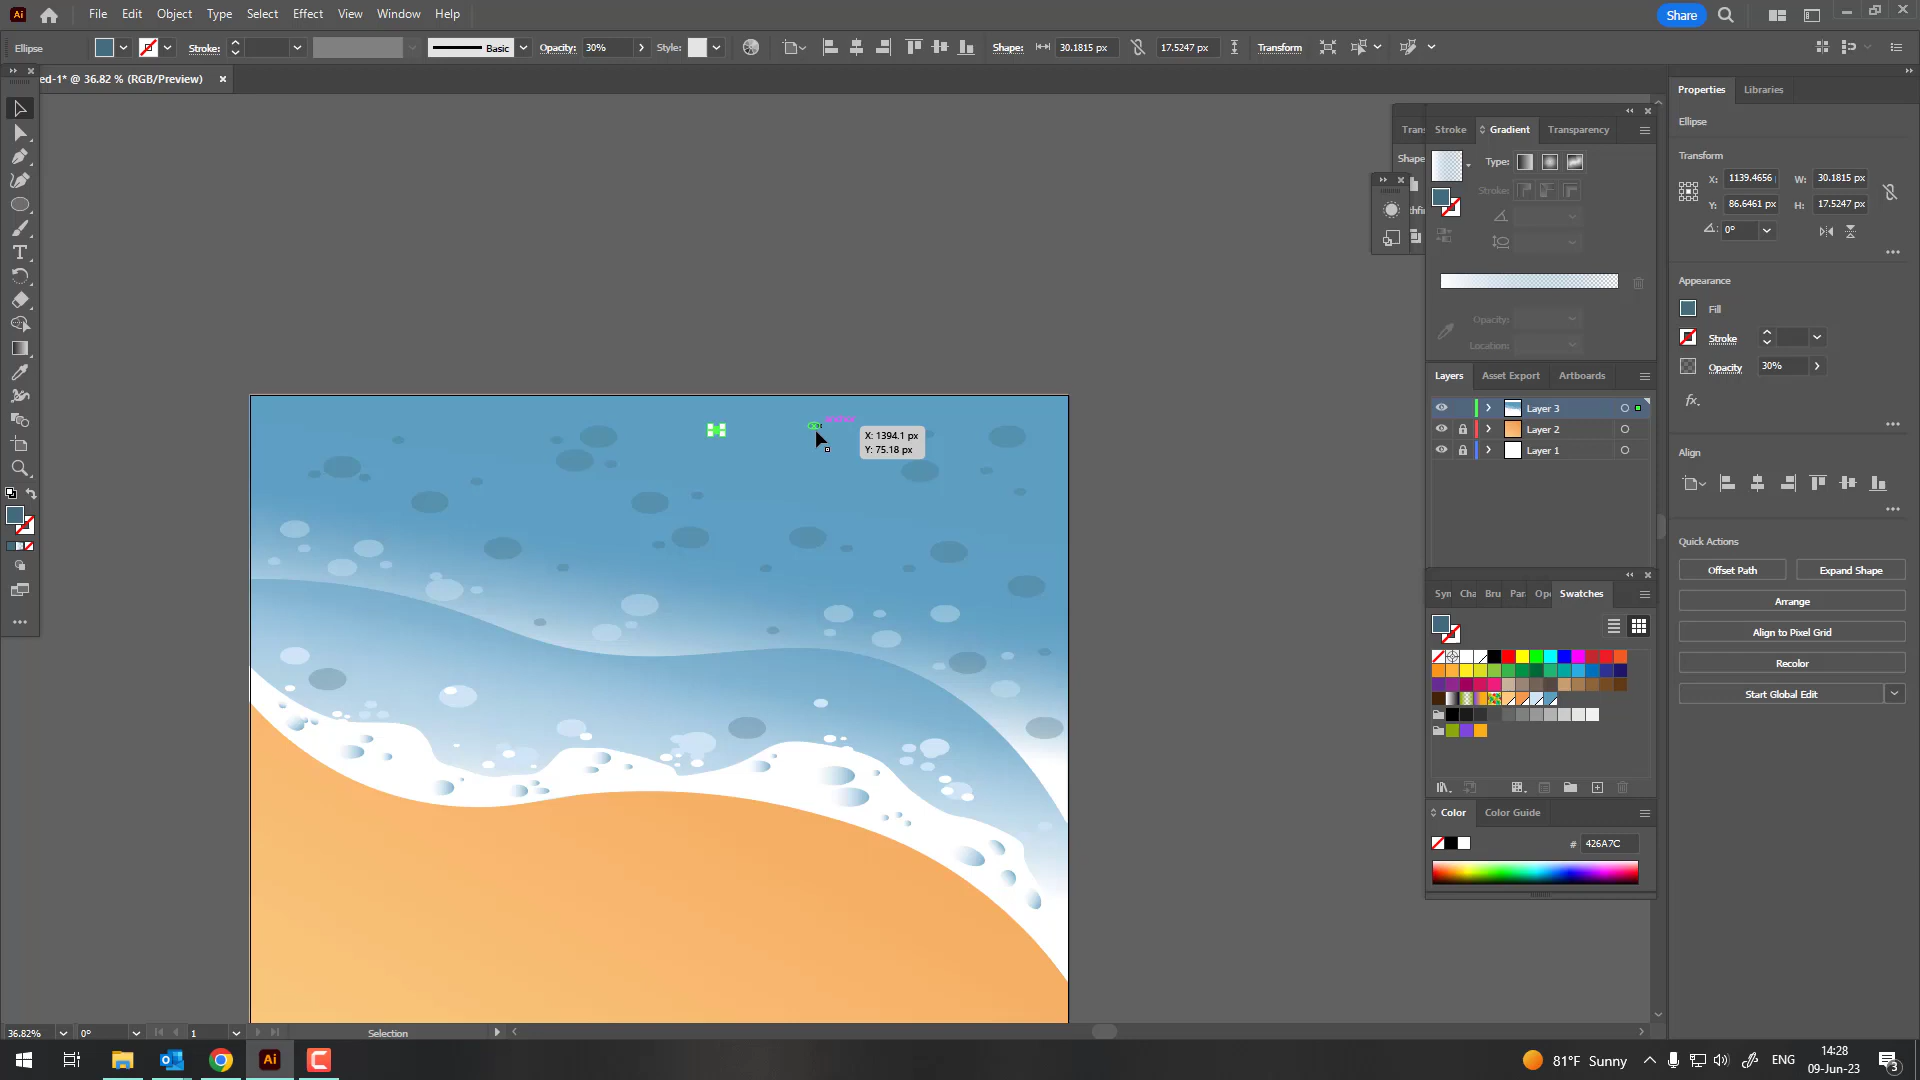 Ai File Edit Object Type Select Effect View Window Help Share
Ellipse Stroke: Basic Opacity: 30% Style: Shape: 30.1815 px 17.5247 px Transform
ed-1* @ 36.82 % (RGB/Preview)
Properties Libraries
Ellipse
Transform
X: 1139.4656 W: 30.1815 px
Y: 86.6461 px H: 17.5247 px
0°
Appearance
Fill
Stroke
Opacity 30%
fx.
Align
Quick Actions
Offset Path Expand Shape
Arrange
Align to Pixel Grid
Recolor
Start Global Edit
Trans Stroke Gradient Transparency
Shape Type:
Stroke:
Opacity:
Location:
Layers Asset Export Artboards
Layer 3
Layer 2
Layer 1
Syn Cha Bru Par Ope Swatches
Color Color Guide
# 426A7C
X: 1394.1 px
Y: 75.18 px
36.82% 0° 1 Selection
Ai 81°F Sunny ENG 14:28
09-Jun-23 3